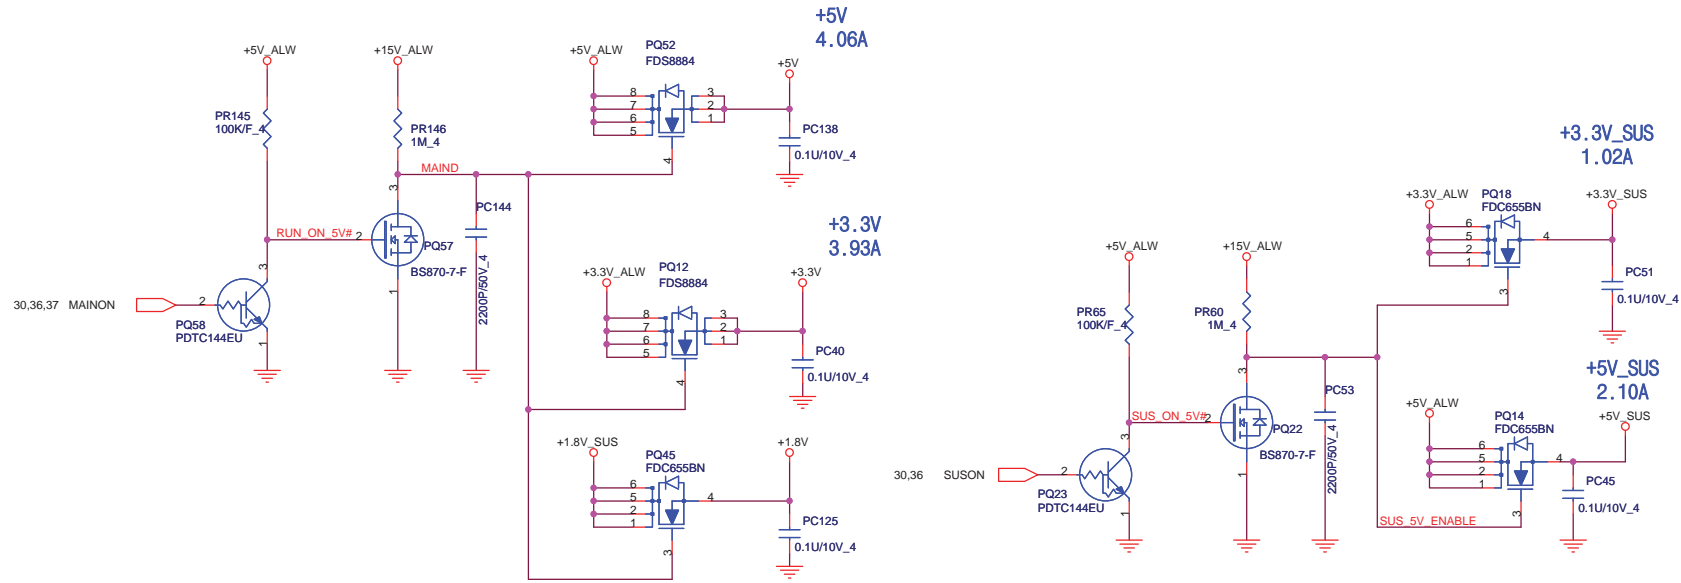 +5V
4.06A
+5V_ALW
+15V_ALW
+5V_ALW
PQ52
FDS8884
+5V
8
7
6
5
3
2
1
4
PR145
100K/F_4
PR146
1M_4
PC138
0.1U/10V_4
MAIND
3
PC144
RUN_ON_5V#
2
PQ57
BS870-7-F
2200P/50V_4
1
3
30,36,37 MAINON
2
PQ58
PDTC144EU
1
+3.3V
3.93A
+3.3V_ALW
PQ12
FDS8884
+3.3V
8
7
6
5
3
2
1
4
PC40
0.1U/10V_4
+1.8V_SUS
PQ45
FDC655BN
+1.8V
6
5
2
1
4
3
PC125
0.1U/10V_4
+3.3V_SUS
1.02A
+3.3V_ALW
PQ18
FDC655BN
+3.3V_SUS
6
5
2
1
4
3
PC51
0.1U/10V_4
+5V_ALW
+15V_ALW
PR65
100K/F_4
PR60
1M_4
3
PC53
SUS_ON_5V#
2
PQ22
BS870-7-F
2200P/50V_4
1
3
30,36 SUSON
2
PQ23
PDTC144EU
1
+5V_SUS
2.10A
+5V_ALW
PQ14
FDC655BN
+5V_SUS
6
5
2
1
4
3
PC45
0.1U/10V_4
SUS_5V_ENABLE